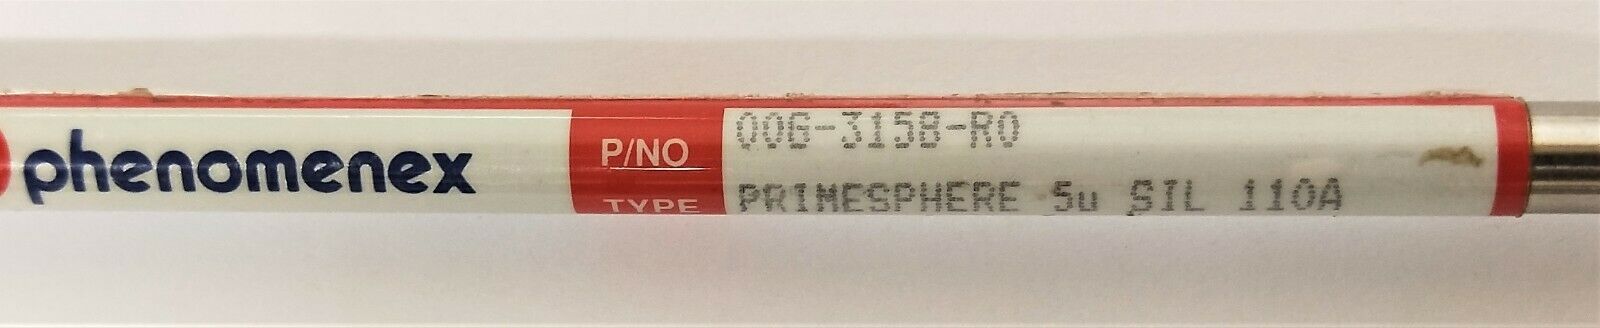 phenomenex
P/NO 00G-3158-R0
TYPE PRIMESPHERE 5u SIL 110A